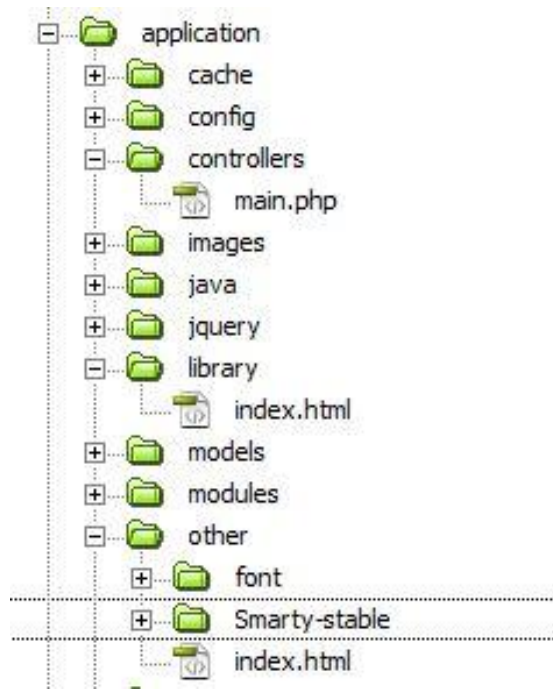 application
cache
config
controllers
main.php
images
java
jquery
library
index.html
models
modules
other
font
Smarty-stable
index.html